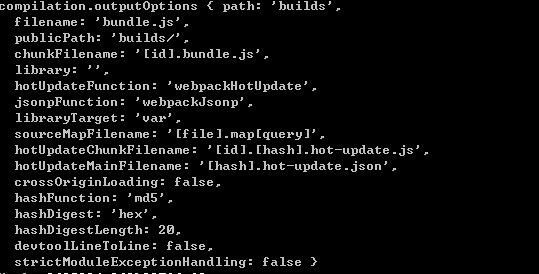 compilation.outputOptions { path: 'builds',
filename: 'bundle.js',
publicPath: 'builds/',
chunkFilename: '[id].bundle.js',
library: '',
hotUpdateFunction: 'webpackHotUpdate',
jsonpFunction: 'webpackJsonp',
libraryTarget: 'var',
sourceMapFilename: '[file].map[query]',
hotUpdateChunkFilename: '[id].[hash].hot-update.js',
hotUpdateMainFilename: '[hash].hot-update.json',
crossOriginLoading: false,
hashFunction: 'md5',
hashDigest: 'hex',
hashDigestLength: 20,
devtoolLineToLine: false,
strictModuleExceptionHandling: false }